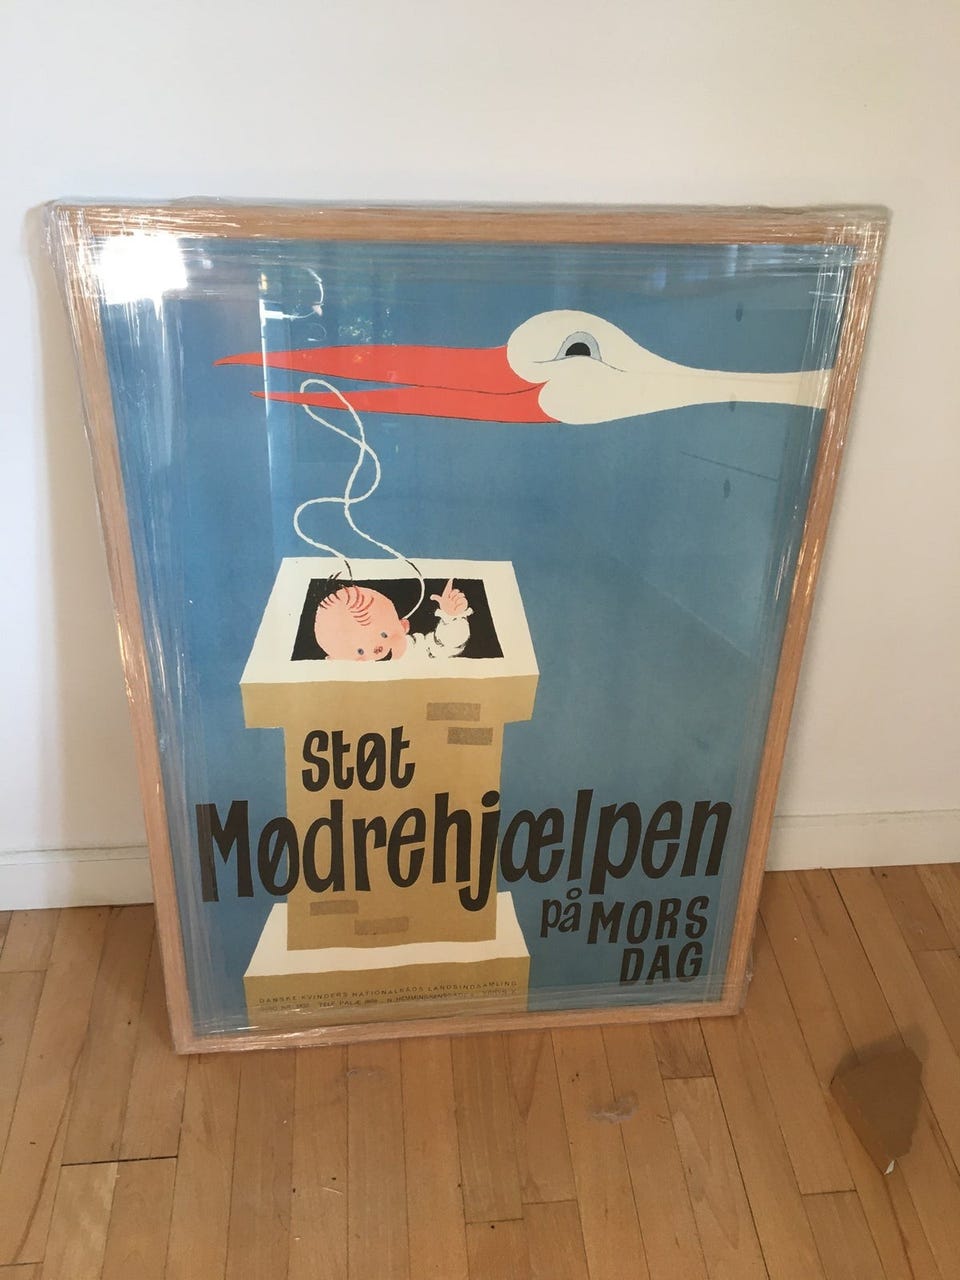 støt
Mødrehjælpen
på MORS
DAG
DANSKE KVINDERS NATIONALRÅDS LANDSINDSAMLING